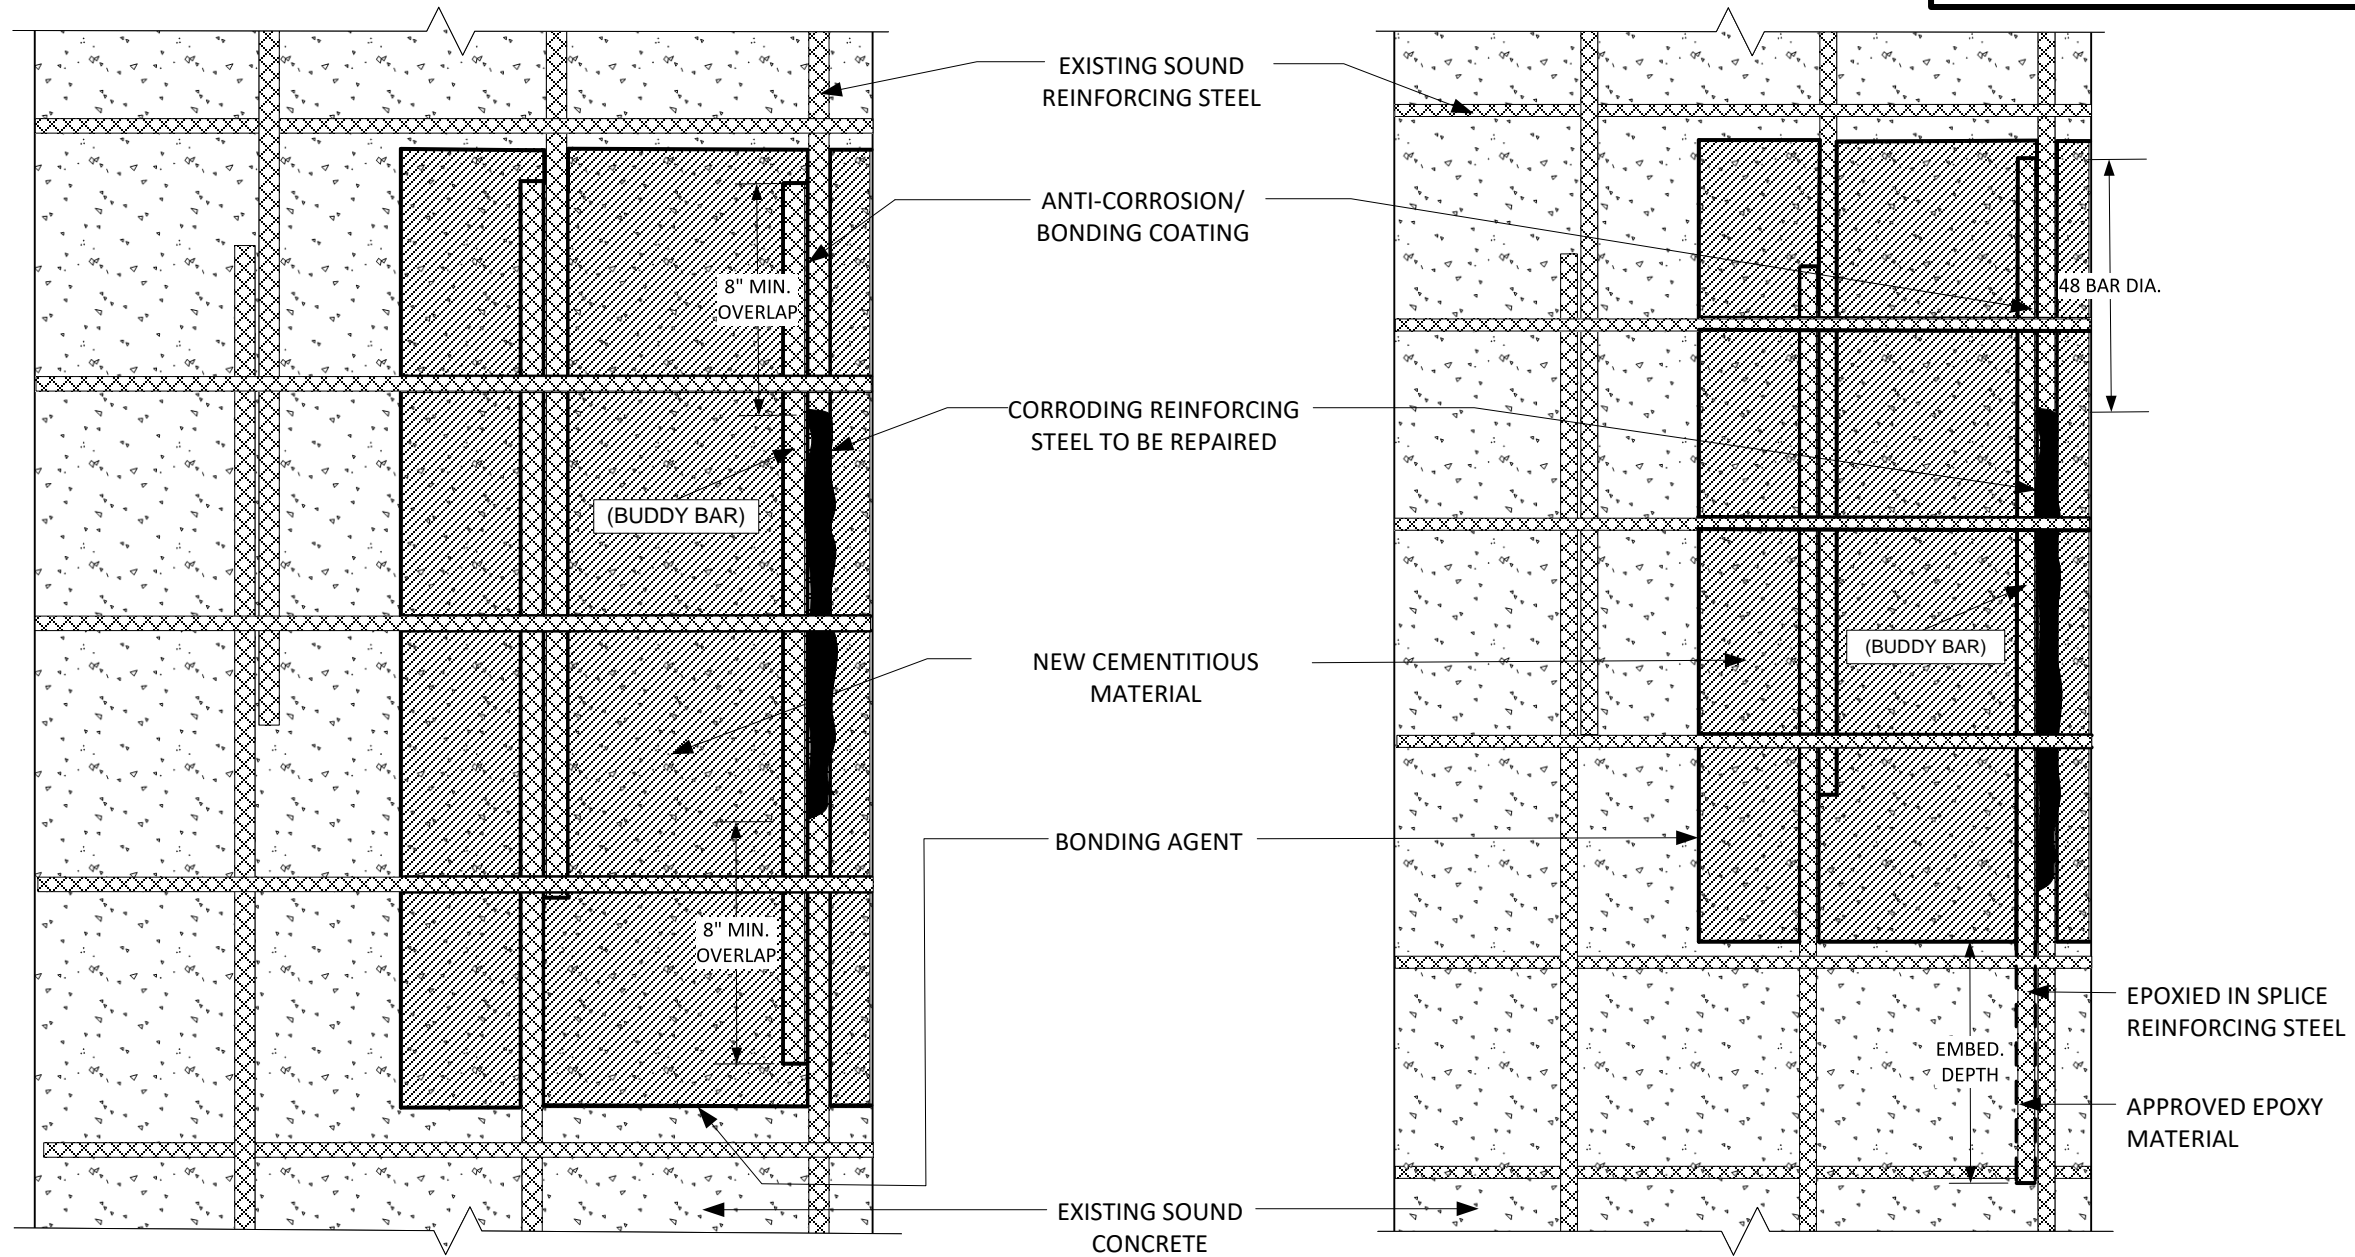 EXISTING SOUND
REINFORCING STEEL
ANTI-CORROSION/
BONDING COATING
8" MIN.
OVERLAP
48 BAR DIA.
CORRODING REINFORCING
STEEL TO BE REPAIRED
(BUDDY BAR)
(BUDDY BAR)
NEW CEMENTITIOUS
MATERIAL
BONDING AGENT
8" MIN.
OVERLAP
EPOXIED IN SPLICE
REINFORCING STEEL
EMBED.
DEPTH
APPROVED EPOXY
MATERIAL
EXISTING SOUND
CONCRETE